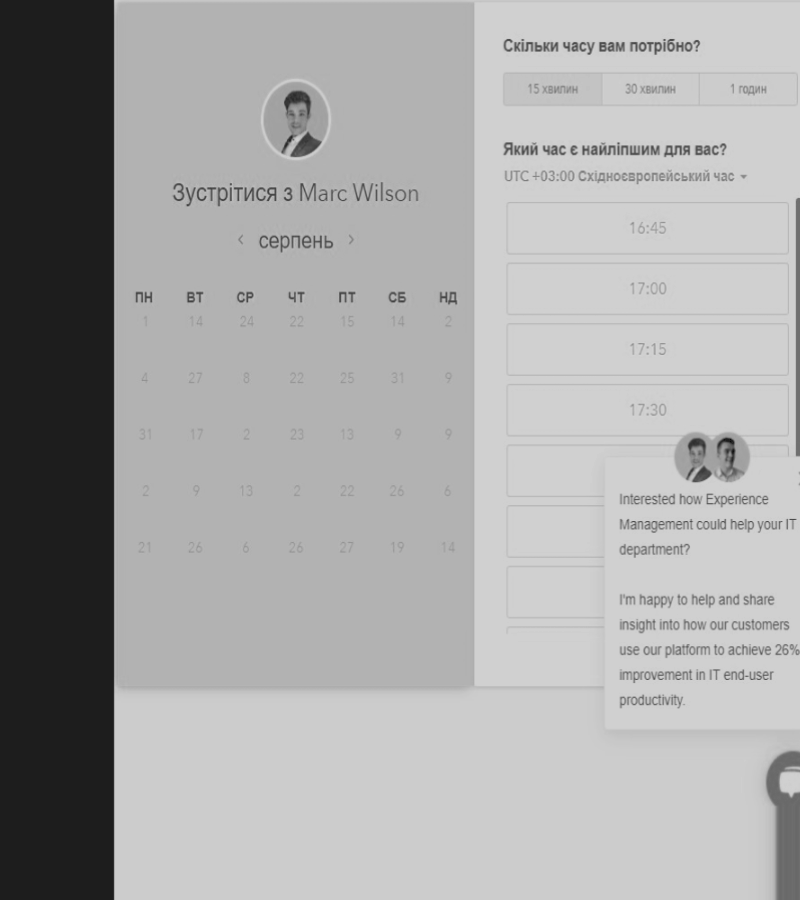 Зустрітися з Marc Wilson
< серпень >
ПН ВТ СР ЧТ ПТ СБ НД
1 14 24 22 15 14 2
4 27 8 22 25 31 9
31 17 2 23 13 9 9
2 9 13 2 22 26 6
21 26 6 26 27 19 14
Скільки часу вам потрібно?
15 хвилин 30 хвилин 1 годин
Який час є найліпшим для вас?
UTC +03:00 Східноєвропейський час
16:45
17:00
17:15
17:30
Interested how Experience
Management could help your IT
department?
I'm happy to help and share
insight into how our customers
use our platform to achieve 26%
improvement in IT end-user
productivity.